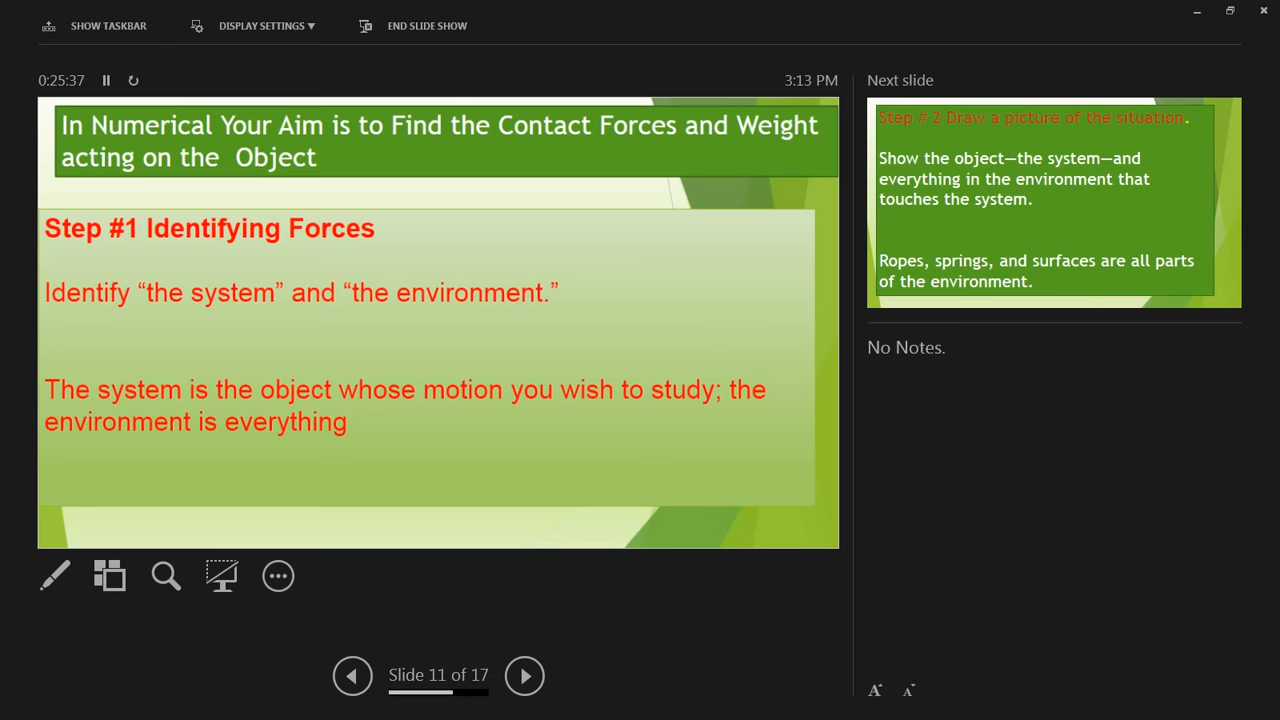 SHOW TASKBAR
DISPLAY SETTINGS ▼
END SLIDE SHOW
0:25:37
3:13 PM
In Numerical Your Aim is to Find the Contact Forces and Weight
acting on the Object
Step #1 Identifying Forces
Identify “the system” and “the environment.”
The system is the object whose motion you wish to study; the
environment is everything
Slide 11 of 17
Next slide
Step # 2 Draw a picture of the situation.
Show the object—the system—and
everything in the environment that
touches the system.
Ropes, springs, and surfaces are all parts
of the environment.
No Notes.
A A